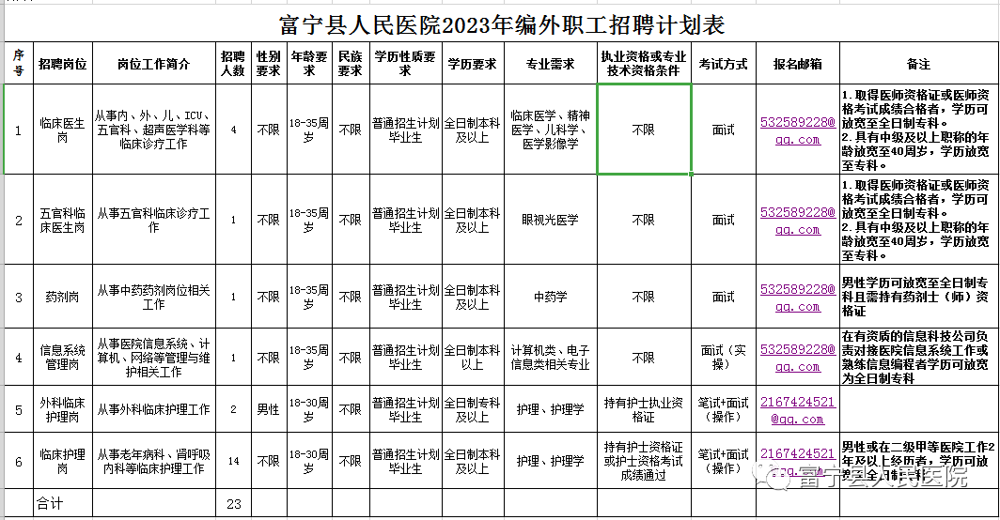 富宁县人民医院2023年编外职工招聘计划表
序号 招聘岗位 岗位工作简介 招聘人数 性别要求 年龄要求 民族要求 学历性质要求 学历要求 专业需求 执业资格或专业技术资格条件 考试方式 报名邮箱 备注
1 临床医生岗 从事内、外、儿、ICU、五官科、超声医学科等临床诊疗工作 4 不限 18-35周岁 不限 普通招生计划毕业生 全日制本科及以上 临床医学、精神医学、儿科学、医学影像学 不限 面试 532589228@qq.com 1.取得医师资格证或医师资格考试成绩合格者，学历可放宽至全日制专科。2.具有中级及以上职称的年龄放宽至40周岁，学历放宽至专科。
2 五官科临床医生岗 从事五官科临床诊疗工作 1 不限 18-35周岁 不限 普通招生计划毕业生 全日制本科及以上 眼视光医学 不限 面试 532589228@qq.com 1.取得医师资格证或医师资格考试成绩合格者，学历可放宽至全日制专科。2.具有中级及以上职称的年龄放宽至40周岁，学历放宽至专科。
3 药剂岗 从事中药药剂岗位相关工作 1 不限 18-35周岁 不限 普通招生计划毕业生 全日制本科及以上 中药学 不限 面试 532589228@qq.com 男性学历可放宽至全日制专科且需持有药剂士（师）资格证
4 信息系统管理岗 从事医院信息系统、计算机、网络等管理与维护相关工作 1 不限 18-35周岁 不限 普通招生计划毕业生 全日制本科以上 计算机类、电子信息类相关专业 不限 面试（实操） 532589228@qq.com 在有资质的信息科技公司负责对接医院信息系统工作或熟练信息编程者学历可放宽为全日制专科
5 外科临床护理岗 从事外科临床护理工作 2 男性 18-30周岁 不限 普通招生计划毕业生 全日制专科及以上 护理、护理学 持有护士执业资格证 笔试+面试（操作） 2167424521@qq.com
6 临床护理岗 从事老年病科、肾呼吸内科等临床护理工作 14 不限 18-30周岁 不限 普通招生计划毕业生 全日制本科及以上 护理、护理学 持有护士资格证或护士资格考试成绩通过 笔试+面试（操作） 2167424521@qq.com 男性或在二级甲等医院工作2年及以上经历者，学历可放宽至全日制专科
合计 23
富宁县人民医院